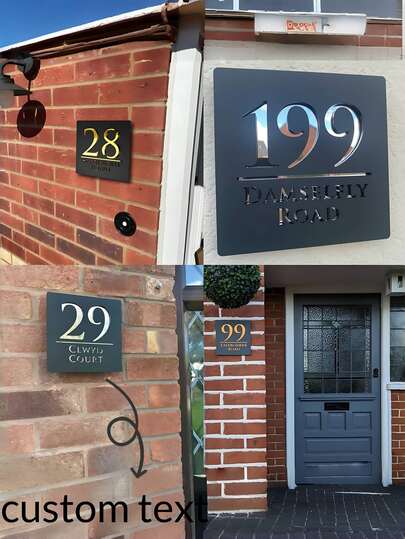 28
199
DAMSELFLY
ROAD
29
CLWYD
COURT
99
custom text